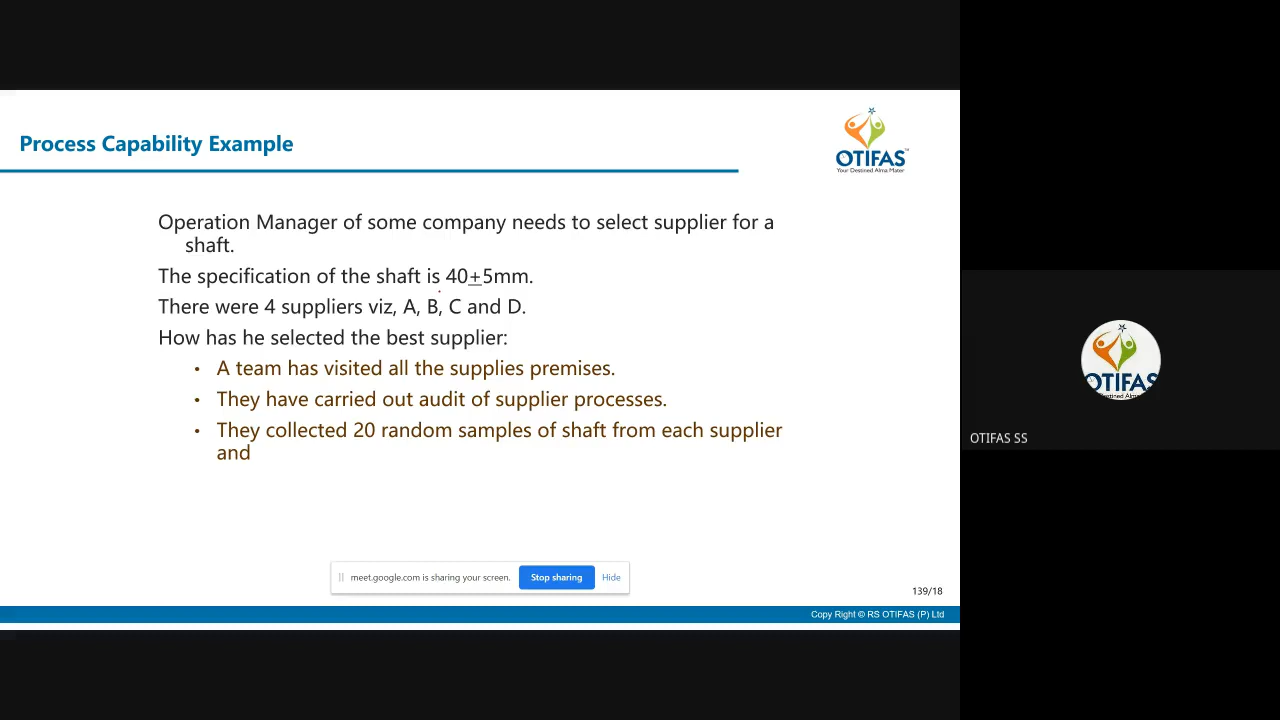 Process Capability Example
OTIFAS™
Your Destined Alma Mater
Operation Manager of some company needs to select supplier for a
shaft.
The specification of the shaft is 40+5mm.
There were 4 suppliers viz, A, B, C and D.
How has he selected the best supplier:
• A team has visited all the supplies premises.
• They have carried out audit of supplier processes.
• They collected 20 random samples of shaft from each supplier
and
OTIFAS
OTIFAS SS
meet.google.com is sharing your screen. Stop sharing Hide
139/18
Copy Right © RS OTIFAS (P) Ltd